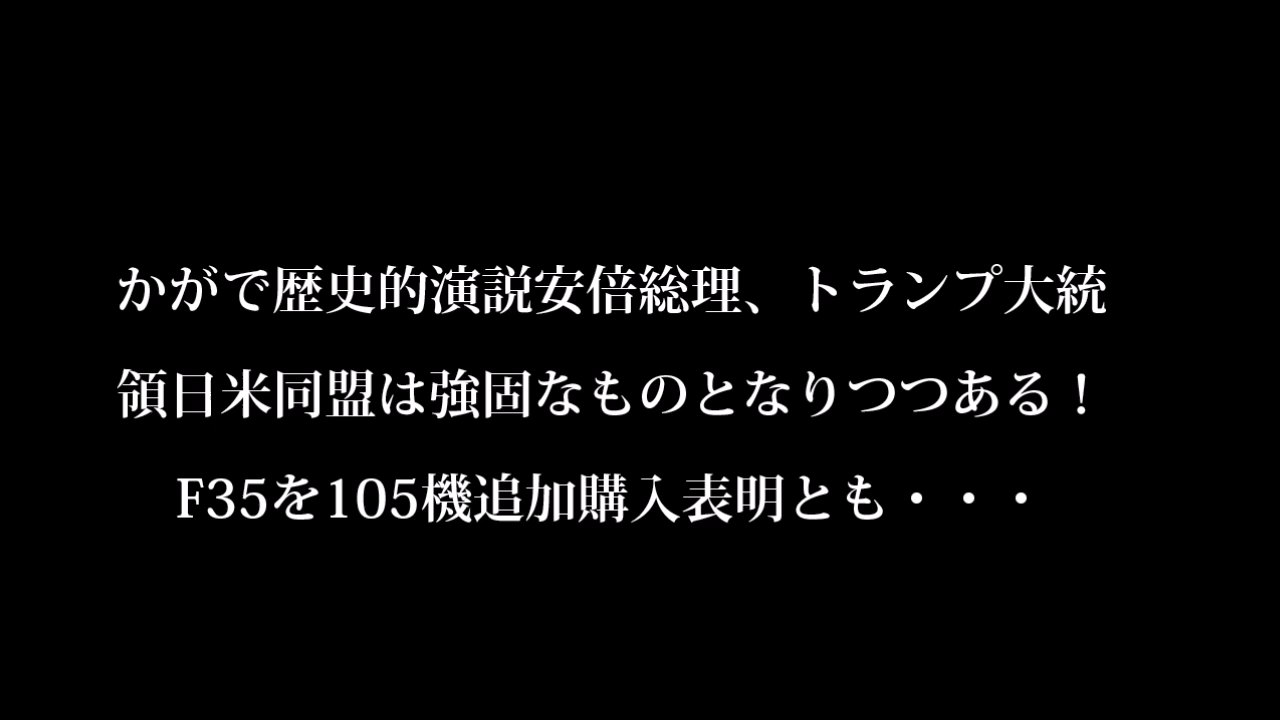 かがで歴史的演説安倍総理、トランプ大統
領日米同盟は強固なものとなりつつある！
F35を105機追加購入表明とも・・・